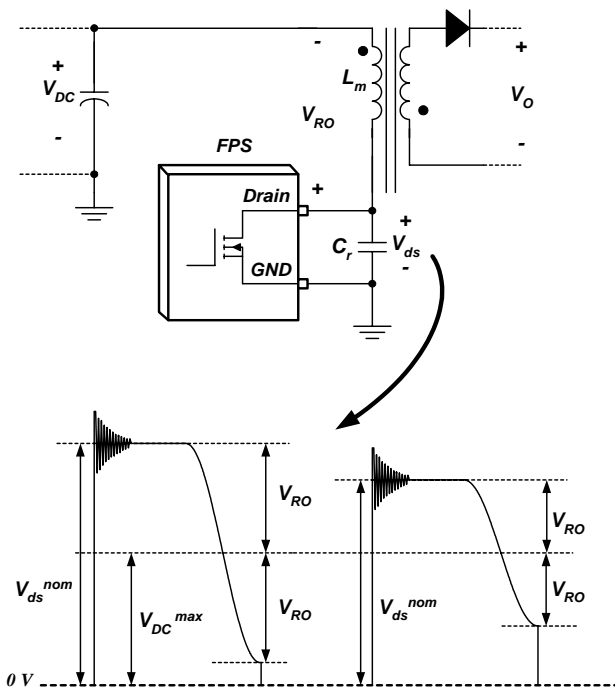 -
+
V_DC
-
L_m
V_RO
+
V_O
-
FPS
Drain
+
GND
C_r
+
V_ds
-
V_RO
V_RO
V_ds^nom
V_DC^max
V_RO
V_ds^nom
V_RO
0 V